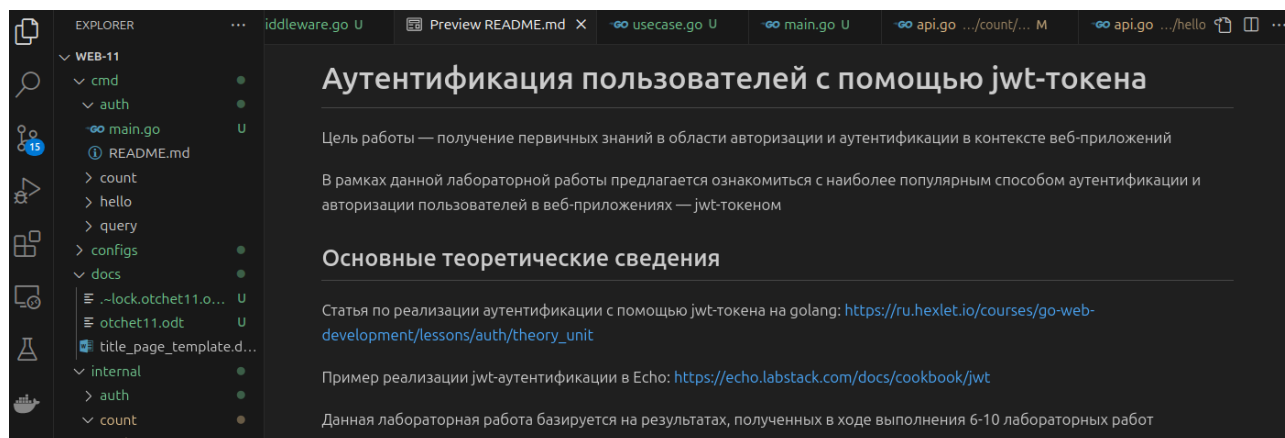 EXPLORER
iddleware.go U
Preview README.md
usecase.go U
main.go U
api.go .../count/... M
api.go .../hello
WEB-11
cmd
auth
main.go U
README.md
count
hello
query
configs
docs
.~lock.otchet11.o... U
otchet11.odt U
title_page_template.d...
internal
auth
count
15
Аутентификация пользователей с помощью jwt-токена
Цель работы — получение первичных знаний в области авторизации и аутентификации в контексте веб-приложений
В рамках данной лабораторной работы предлагается ознакомиться с наиболее популярным способом аутентификации и
авторизации пользователей в веб-приложениях — jwt-токеном
Основные теоретические сведения
Статья по реализации аутентификации с помощью jwt-токена на golang: https://ru.hexlet.io/courses/go-web-
development/lessons/auth/theory_unit
Пример реализации jwt-аутентификации в Echo: https://echo.labstack.com/docs/cookbook/jwt
Данная лабораторная работа базируется на результатах, полученных в ходе выполнения 6-10 лабораторных работ